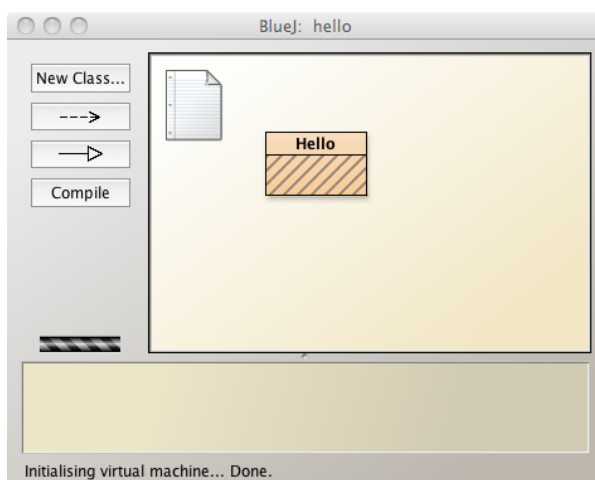 BlueJ: hello
New Class...
Hello
Compile
Initialising virtual machine... Done.